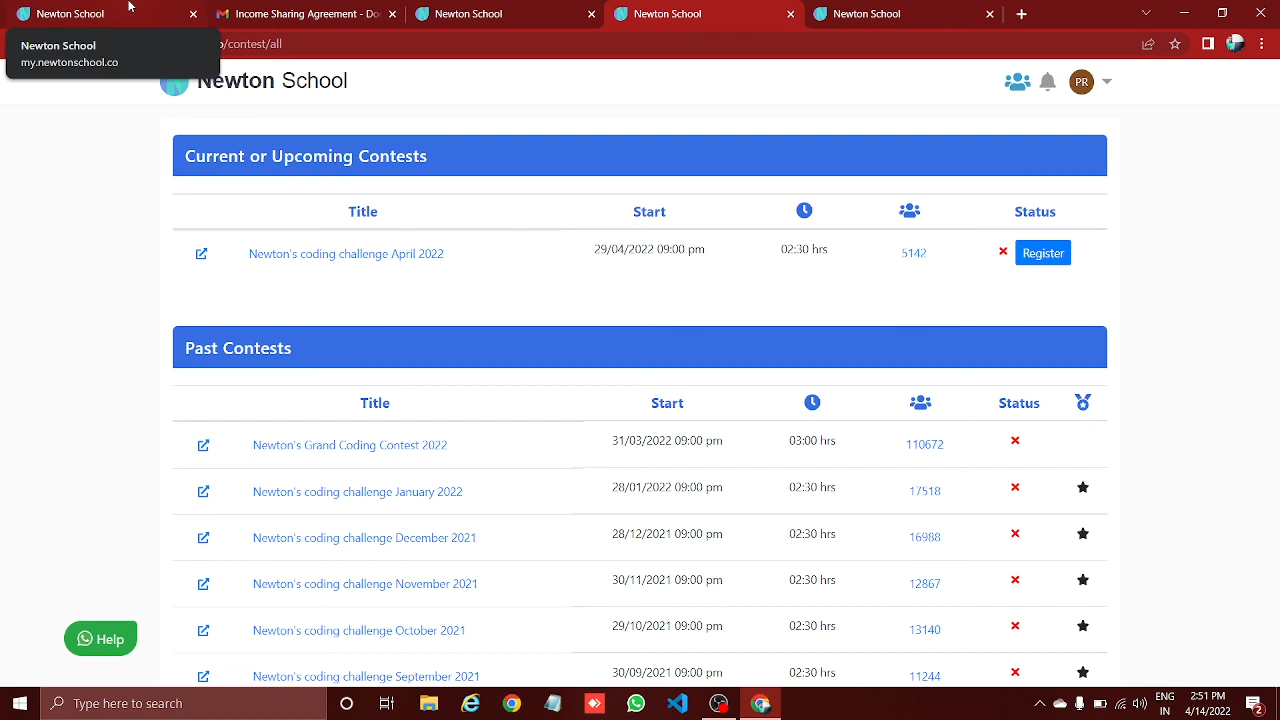 Newton School
Income Sharing Agreement - Do
Newton School
Newton School
Newton School
Newton School
my.newtonschool.co
/contest/all
Newton School
PR
Current or Upcoming Contests
Title Start Status
Newton's coding challenge April 2022 29/04/2022 09:00 pm 02:30 hrs 5142 Register
Past Contests
Title Start Status
Newton's Grand Coding Contest 2022 31/03/2022 09:00 pm 03:00 hrs 110672
Newton's coding challenge January 2022 28/01/2022 09:00 pm 02:30 hrs 17518
Newton's coding challenge December 2021 28/12/2021 09:00 pm 02:30 hrs 16988
Newton's coding challenge November 2021 30/11/2021 09:00 pm 02:30 hrs 12867
Newton's coding challenge October 2021 29/10/2021 09:00 pm 02:30 hrs 13140
Newton's coding challenge September 2021 30/09/2021 09:00 pm 02:30 hrs 11244
Help
Type here to search
ENG
IN
2:51 PM
4/14/2022
2